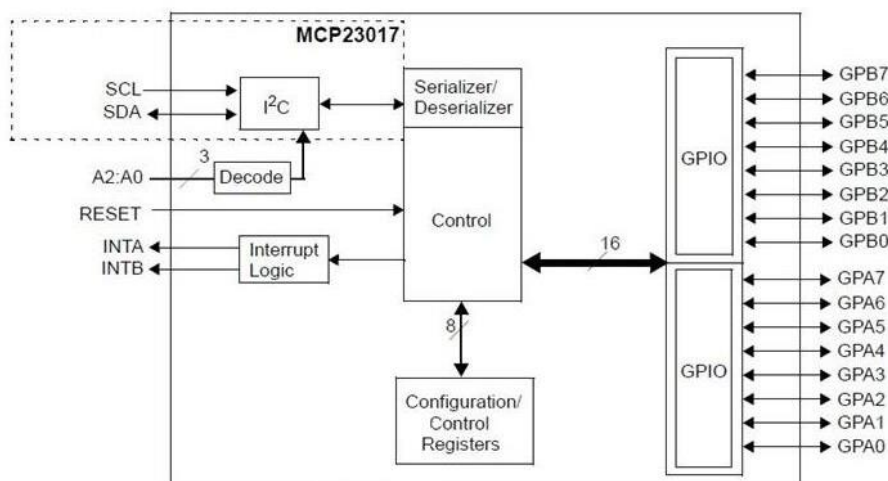 MCP23017
SCL
SDA
I²C
Serializer/
Deserializer
A2:A0
3
Decode
RESET
Control
INTA
INTB
Interrupt
Logic
16
8
Configuration/
Control
Registers
GPIO
GPB7
GPB6
GPB5
GPB4
GPB3
GPB2
GPB1
GPB0
GPIO
GPA7
GPA6
GPA5
GPA4
GPA3
GPA2
GPA1
GPA0